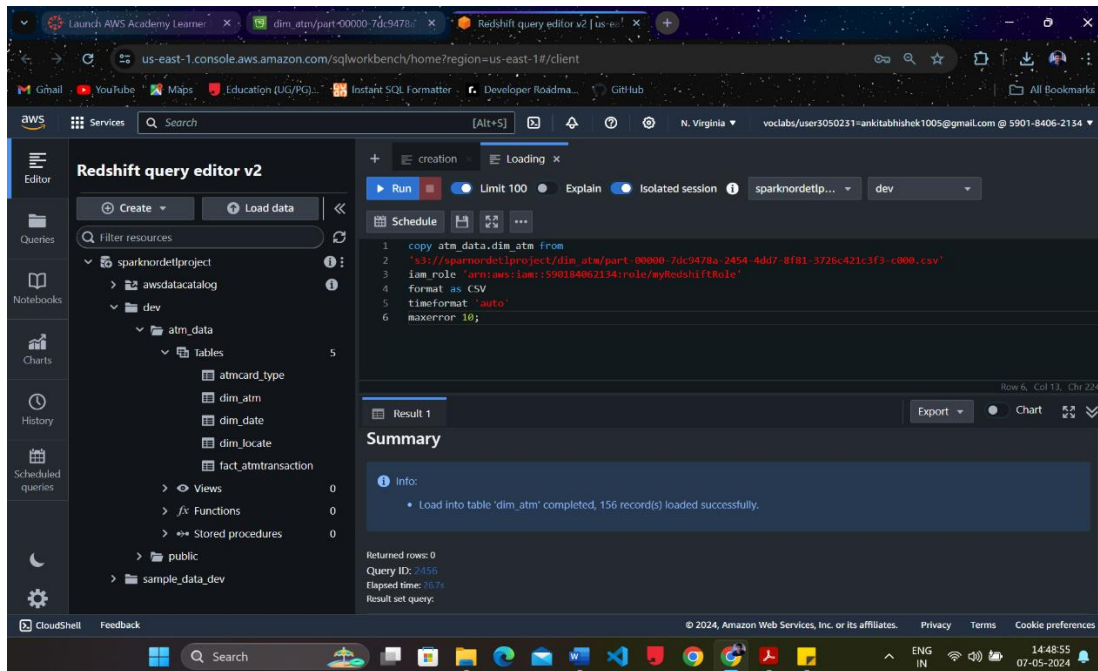 Launch AWS Academy Learner
dim_atm/part-00000-7dc9478a
Redshift query editor v2 | us-ea
us-east-1.console.aws.amazon.com/sqlworkbench/home?region=us-east-1#/client
Gmail YouTube Maps Education (UG/PG)... Instant SQL Formatter Developer Roadma... GitHub All Bookmarks
aws Services Search [Alt+S] N. Virginia ▼ voclabs/user3050231=ankitabhishek1005@gmail.com @ 5901-8406-2134 ▼
Editor
Queries
Notebooks
Charts
History
Scheduled
queries
Redshift query editor v2
Create Load data
Filter resources
sparknordetlproject
awsdatacatalog
dev
atm_data
Tables 5
atmcard_type
dim_atm
dim_date
dim_locate
fact_atmtransaction
Views 0
fx Functions 0
Stored procedures 0
public
sample_data_dev
+ creation × Loading ×
Run Limit 100 Explain Isolated session sparknordetlp... dev
Schedule
1 copy atm_data.dim_atm from
2 's3://sparnordetlproject/dim_atm/part-00000-7dc9478a-2454-4dd7-8f81-3726c421c3f3-c000.csv'
3 iam_role 'arn:aws:iam::590184062134:role/myRedshiftRole'
4 format as CSV
5 timeformat 'auto'
6 maxerror 10;
Row 6, Col 13, Chr 224
Result 1 Export Chart
Summary
Info:
• Load into table 'dim_atm' completed, 156 record(s) loaded successfully.
Returned rows: 0
Query ID: 2456
Elapsed time: 26.7s
Result set query:
CloudShell Feedback © 2024, Amazon Web Services, Inc. or its affiliates. Privacy Terms Cookie preferences
Search
ENG
IN
14:48:55
07-05-2024